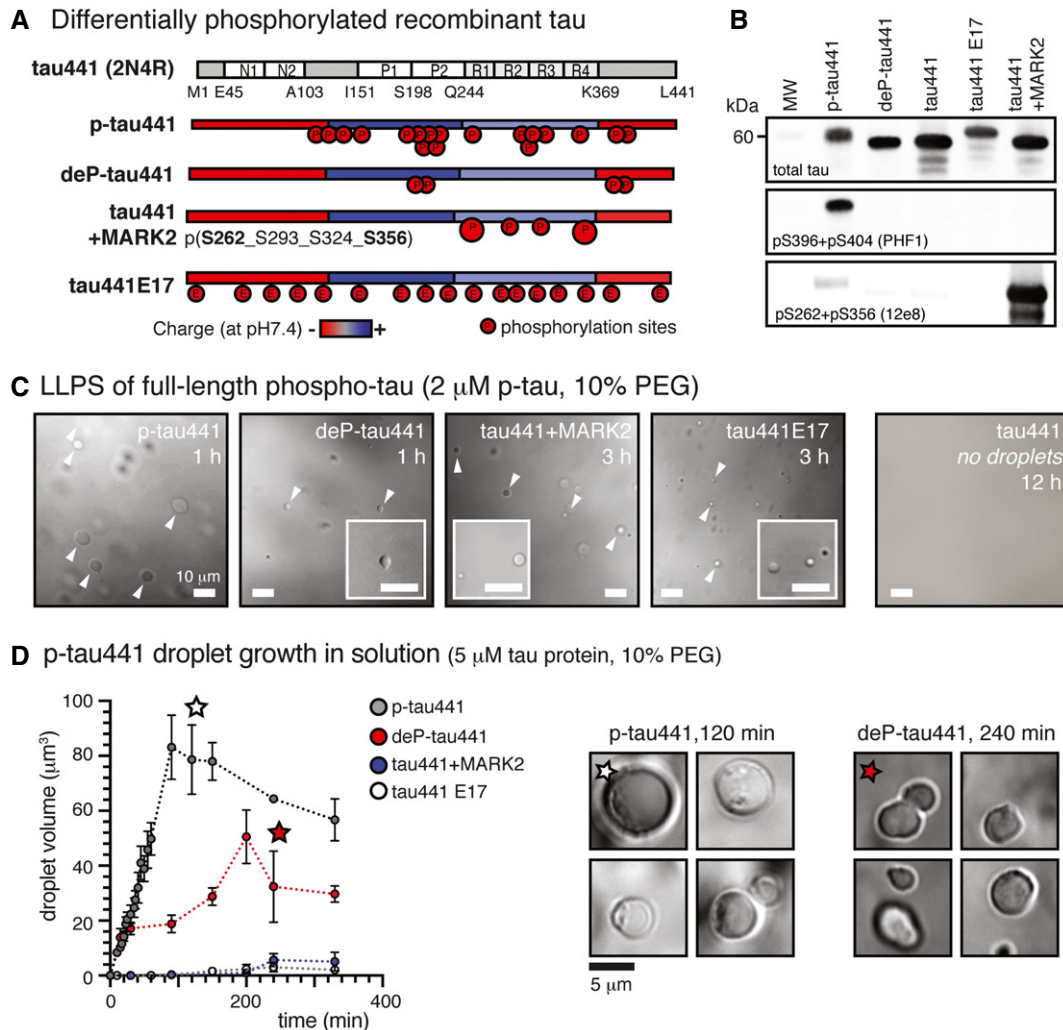 A Differentially phosphorylated recombinant tau
tau441 (2N4R)
N1 N2 P1 P2 R1 R2 R3 R4
M1 E45 A103 I151 S198 Q244 K369 L441
p-tau441
P P P P P P P P P P P P P P P P P
deP-tau441
P P P P
tau441
+MARK2 p(S262_S293_S324_S356)
P P P P
tau441E17
E E E E E E E E E E E E E E E E E
Charge (at pH7.4) - + P phosphorylation sites
B
MW p-tau441 deP-tau441 tau441 tau441 E17 tau441 +MARK2
kDa
60
total tau
pS396+pS404 (PHF1)
pS262+pS356 (12e8)
C LLPS of full-length phospho-tau (2 μM p-tau, 10% PEG)
p-tau441
1 h
10 μm
deP-tau441
1 h
tau441+MARK2
3 h
tau441E17
3 h
tau441
no droplets
12 h
D p-tau441 droplet growth in solution (5 μM tau protein, 10% PEG)
droplet volume (μm³)
100
80
60
40
20
0
0 200 400
time (min)
p-tau441
deP-tau441
tau441+MARK2
tau441 E17
p-tau441,120 min
5 μm
deP-tau441, 240 min